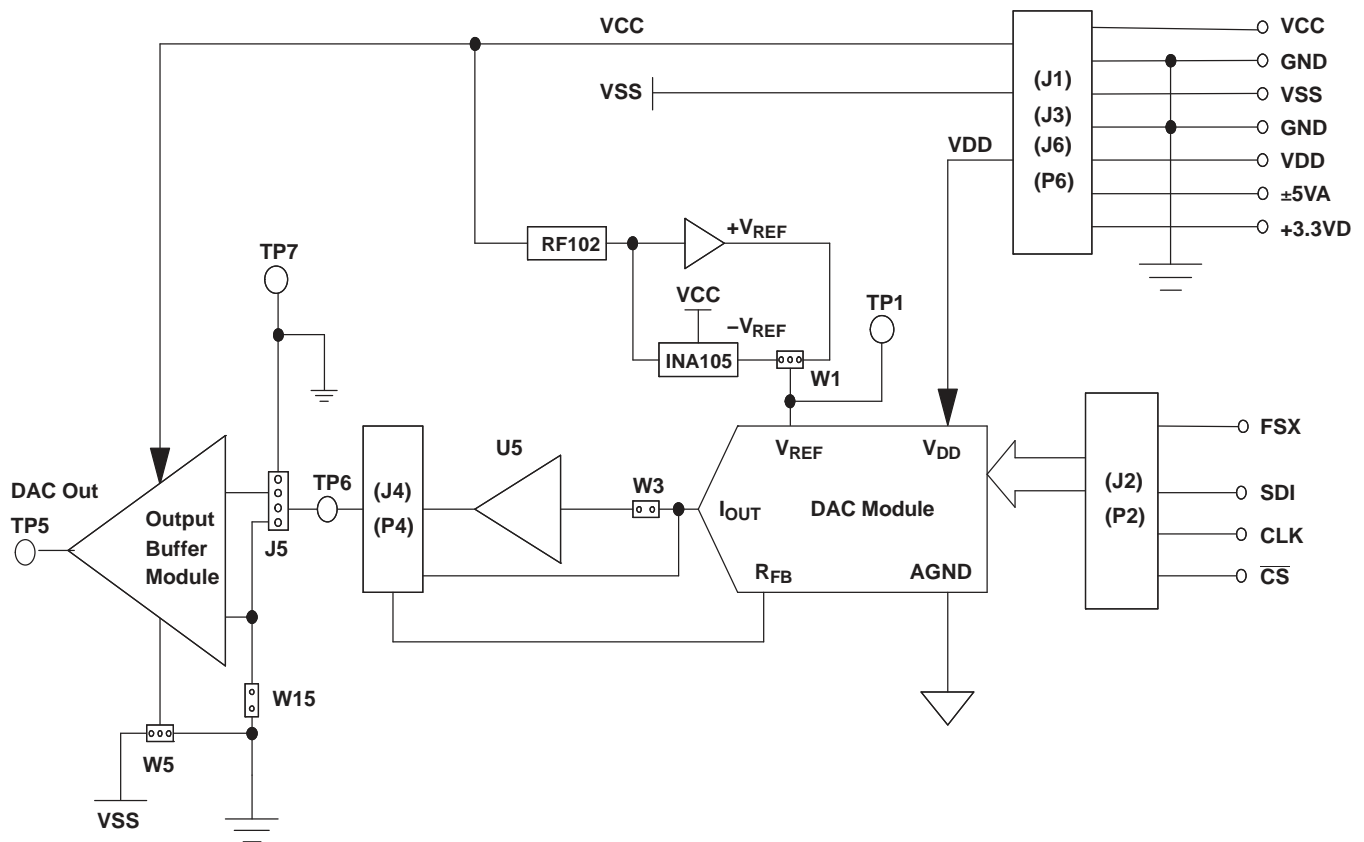 VCC
VCC
GND
(J1)
VSS
VSS
(J3)
GND
(J6)
VDD
VDD
(P6)
±5VA
+3.3VD
RF102
+VREF
TP7
VCC
TP1
−VREF
INA105
W1
FSX
U5
VREF
VDD
(J2)
SDI
DAC Out
TP6
(J4)
W3
IOUT
DAC Module
(P2)
TP5
Output
Buffer
Module
J5
(P4)
CLK
RFB
AGND
C̅S̅
W15
W5
VSS